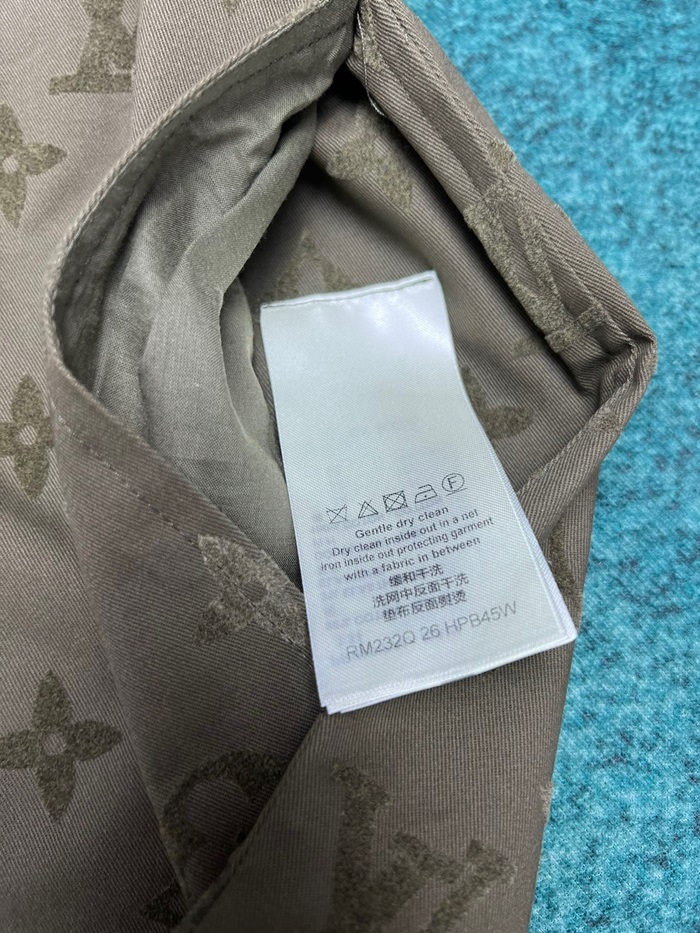 F
Gentle dry clean
Dry clean inside out in a net
iron inside out protecting garment
with a fabric in between
缓和干洗
洗网中反面干洗
垫布反面熨烫
RM232Q 26 HPB45W
LV